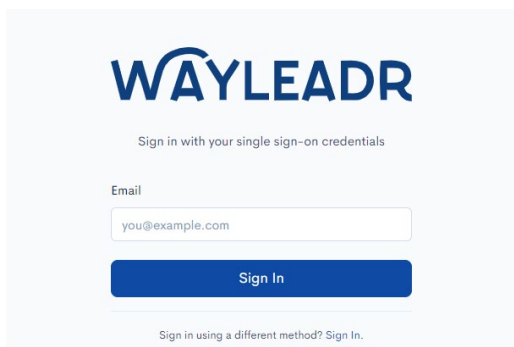 WAYLEADR
Sign in with your single sign-on credentials
Email
you@example.com
Sign In
Sign in using a different method? Sign In.